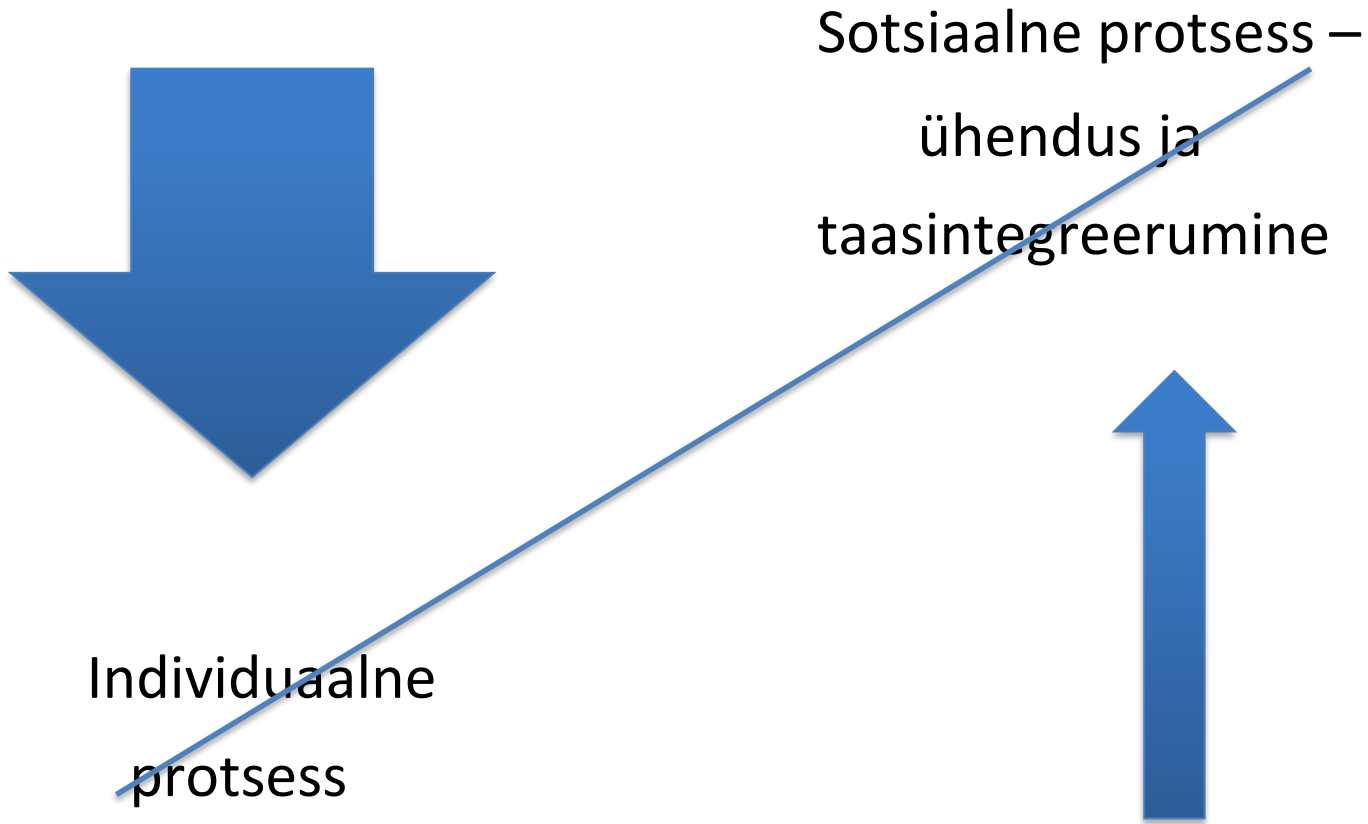 Sotsiaalne protsess –
ühendus ja
taasintegreerumine
Individuaalne
protsess